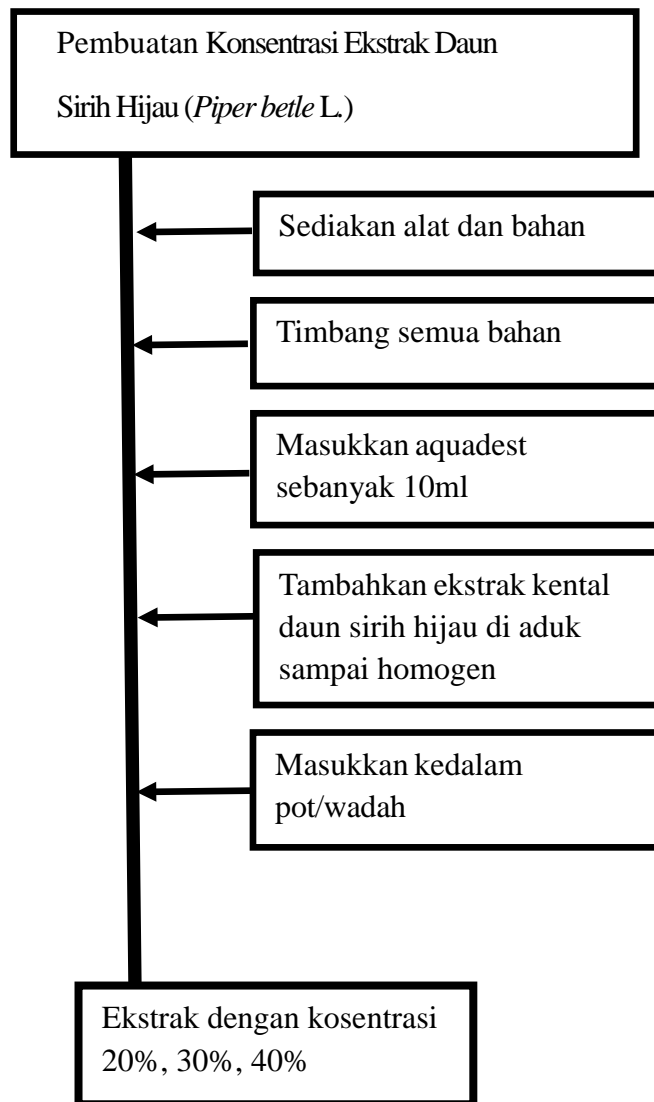 Pembuatan Konsentrasi Ekstrak Daun
Sirih Hijau (Piper betle L.)
Sediakan alat dan bahan
Timbang semua bahan
Masukkan aquadest
sebanyak 10ml
Tambahkan ekstrak kental
daun sirih hijau di aduk
sampai homogen
Masukkan kedalam
pot/wadah
Ekstrak dengan kosentrasi
20%, 30%, 40%